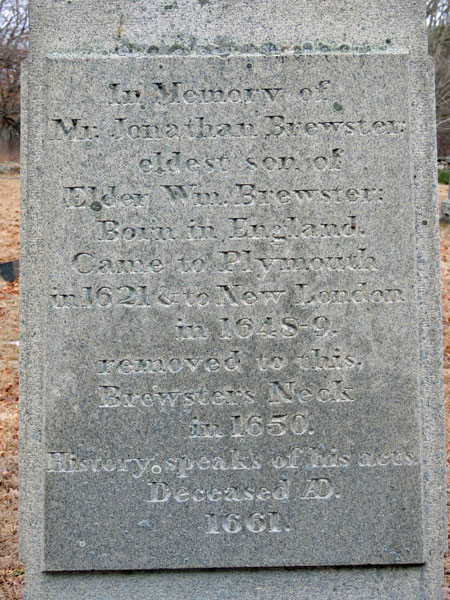 In Memory of
Mr. Jonathan Brewster,
eldest son of
Elder Wm. Brewster:
Born in England.
Came to Plymouth
in 1621 & to New London
in 1648-9.
removed to this,
Brewsters Neck
in 1650.
History speaks of his acts.
Deceased ÆD.
1661.